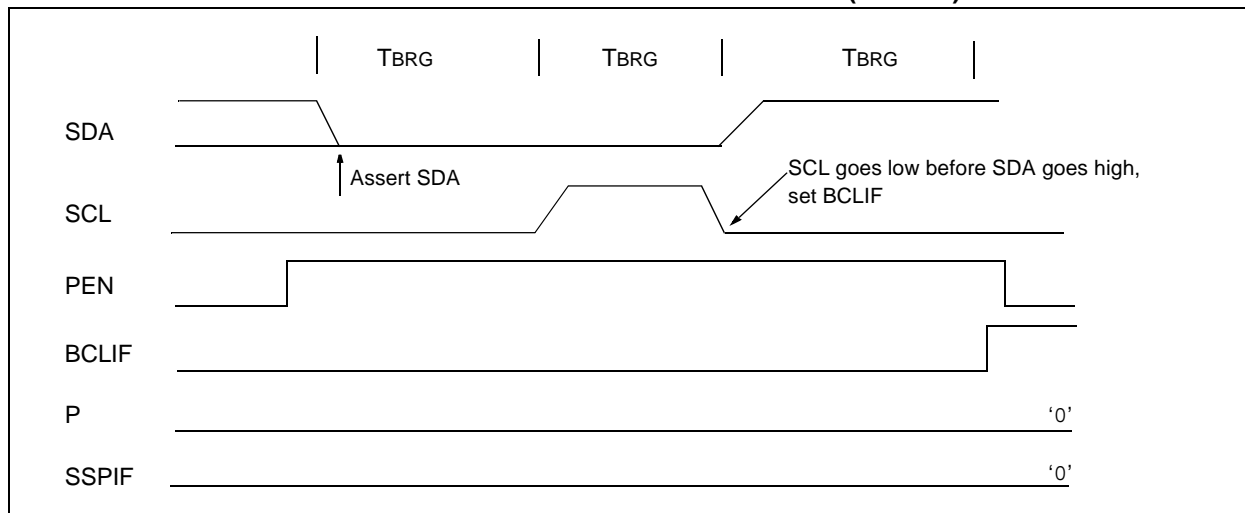 TBRG TBRG TBRG
SDA
Assert SDA
SCL goes low before SDA goes high,
set BCLIF
SCL
PEN
BCLIF
P
‘0’
SSPIF
‘0’